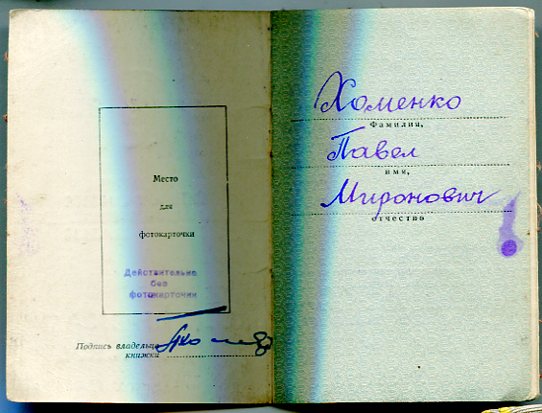 Место
для
фотокарточки
Действительно
без
фотокарточки
Подпись владельца
книжки
Хоменко
Фамилия,
Павел
имя,
Миронович
отчество